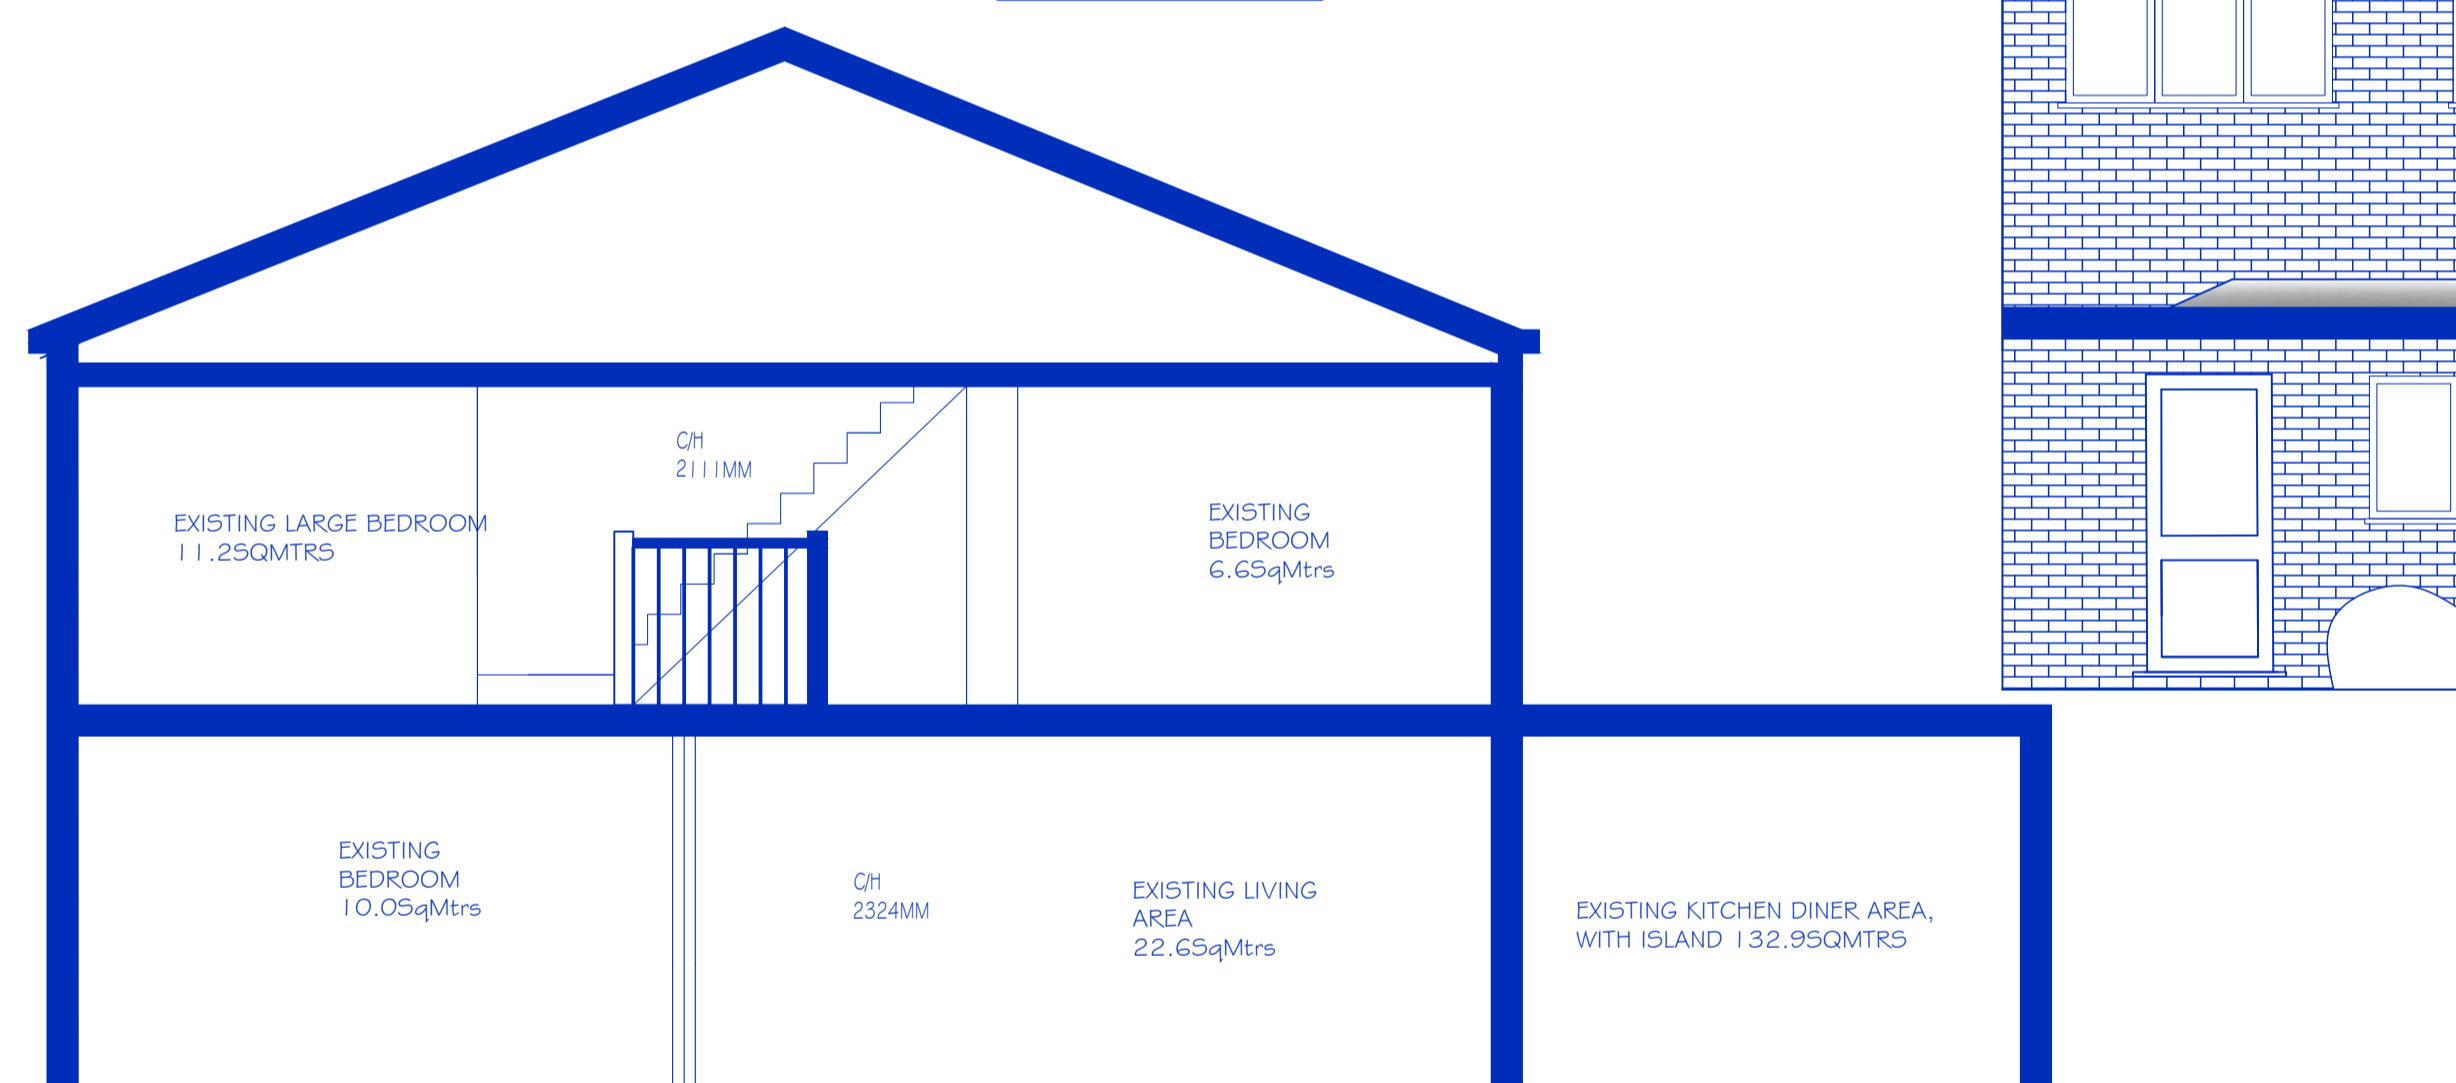 C/H
2111MM
EXISTING LARGE BEDROOM
11.2SQMTRS
EXISTING
BEDROOM
6.6SqMtrs
EXISTING
BEDROOM
10.0SqMtrs
C/H
2324MM
EXISTING LIVING
AREA
22.6SqMtrs
EXISTING KITCHEN DINER AREA,
WITH ISLAND 132.9SQMTRS